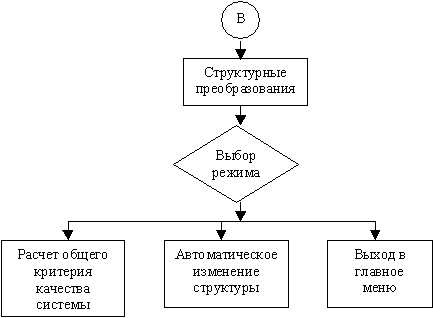 В
Структурные
преобразования
Выбор
режима
Расчет общего
критерия
качества
системы
Автоматическое
изменение
структуры
Выход в
главное
меню